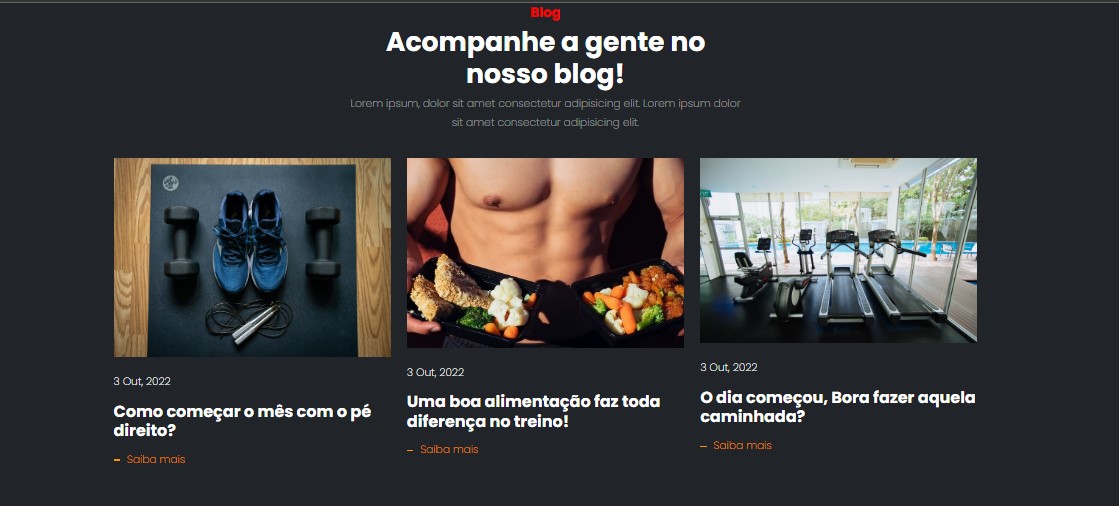 Blog
Acompanhe a gente no
nosso blog!
Lorem ipsum, dolor sit amet consectetur adipisicing elit. Lorem ipsum dolor
sit amet consectetur adipisicing elit.
3 Out, 2022
Como começar o mês com o pé
direito?
Saiba mais
3 Out, 2022
Uma boa alimentação faz toda
diferença no treino!
Saiba mais
3 Out, 2022
O dia começou, Bora fazer aquela
caminhada?
Saiba mais